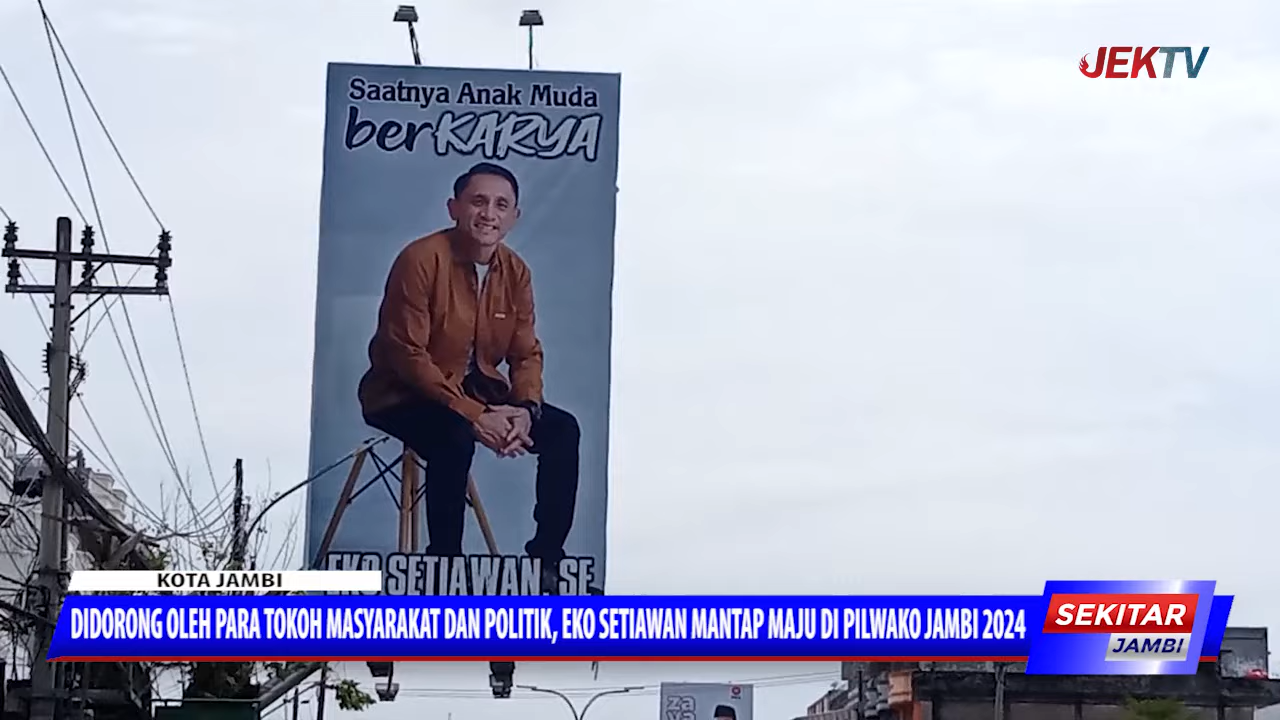 JEKTV
Saatnya Anak Muda
berKARYA
EKO SETIAWAN, SE
KOTA JAMBI
DIDORONG OLEH PARA TOKOH MASYARAKAT DAN POLITIK, EKO SETIAWAN MANTAP MAJU DI PILWAKO JAMBI 2024
SEKITAR
JAMBI
za